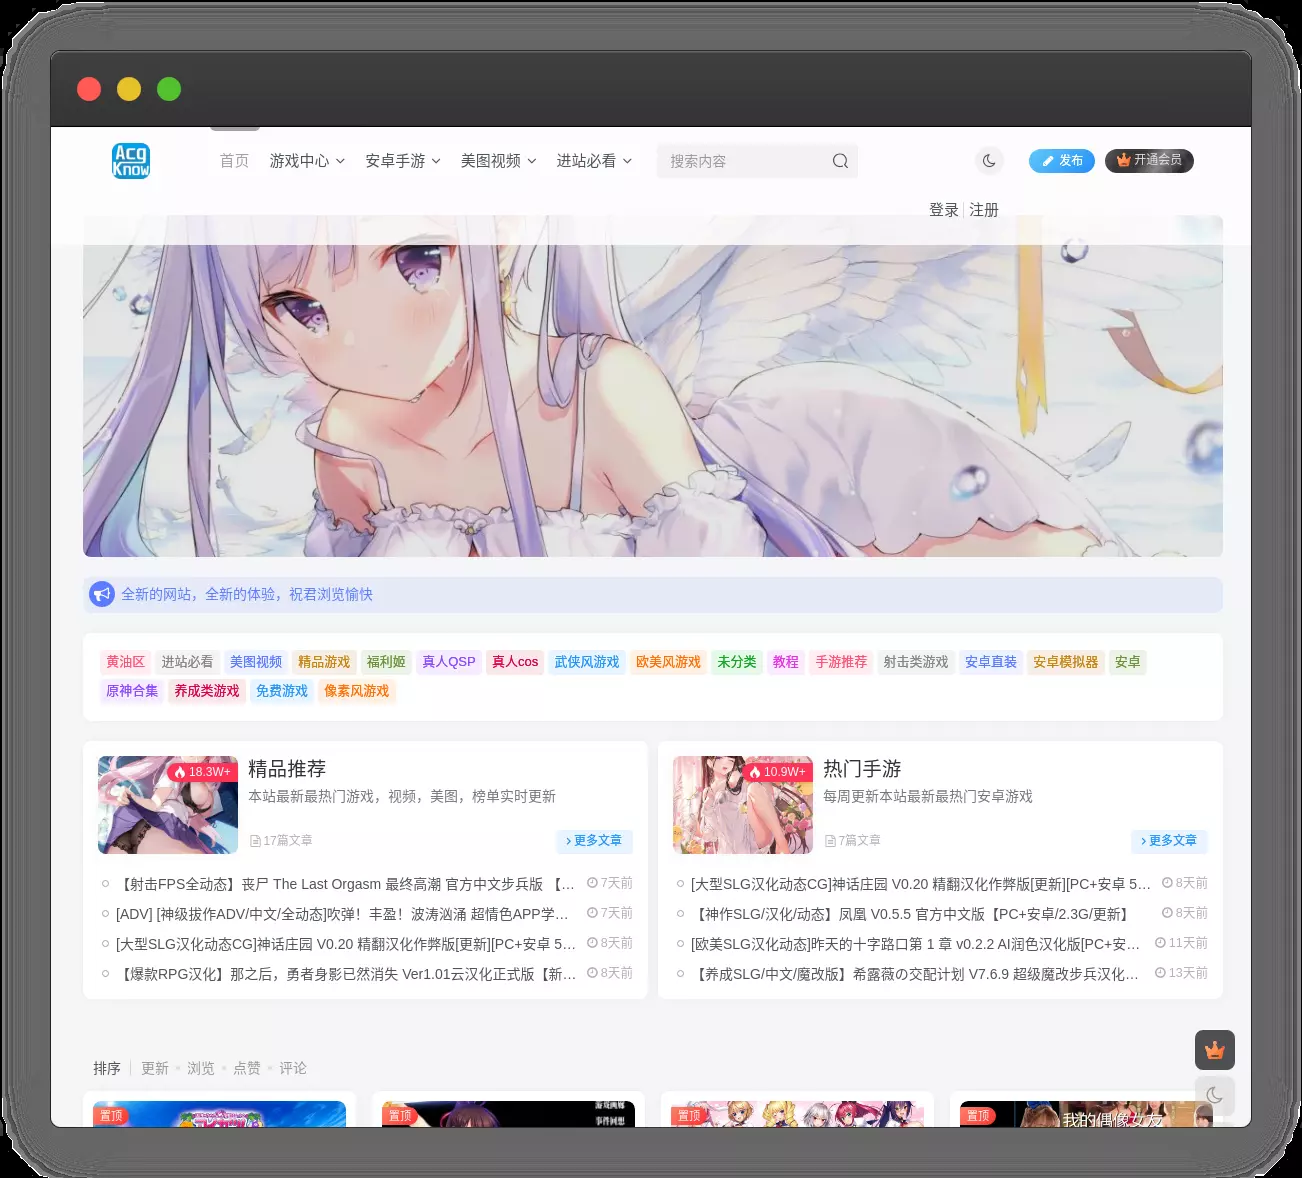 Acg
Know
首页 游戏中心 安卓手游 美图视频 进站必看 搜索内容 发布 开通会员
登录 注册
全新的网站，全新的体验，祝君浏览愉快
黄油区 进站必看 美图视频 精品游戏 福利姬 真人QSP 真人cos 武侠风游戏 欧美风游戏 未分类 教程 手游推荐 射击类游戏 安卓直装 安卓模拟器 安卓
原神合集 养成类游戏 免费游戏 像素风游戏
18.3W+
精品推荐
本站最新最热门游戏，视频，美图，榜单实时更新
17篇文章 更多文章
【射击FPS全动态】丧尸 The Last Orgasm 最终高潮 官方中文步兵版 【... 7天前
[ADV] [神级拔作ADV/中文/全动态]吹弹！丰盈！波涛汹涌 超情色APP学... 7天前
[大型SLG汉化动态CG]神话庄园 V0.20 精翻汉化作弊版[更新][PC+安卓 5... 8天前
【爆款RPG汉化】那之后，勇者身影已然消失 Ver1.01云汉化正式版【新... 8天前
10.9W+
热门手游
每周更新本站最新最热门安卓游戏
7篇文章 更多文章
[大型SLG汉化动态CG]神话庄园 V0.20 精翻汉化作弊版[更新][PC+安卓 5... 8天前
【神作SLG/汉化/动态】凤凰 V0.5.5 官方中文版【PC+安卓/2.3G/更新】 8天前
[欧美SLG汉化动态]昨天的十字路口第 1 章 v0.2.2 AI润色汉化版[PC+安... 11天前
【养成SLG/中文/魔改版】希露薇の交配计划 V7.6.9 超级魔改步兵汉化... 13天前
排序 更新 浏览 点赞 评论
置顶 置顶 置顶 置顶
我的偶像女友